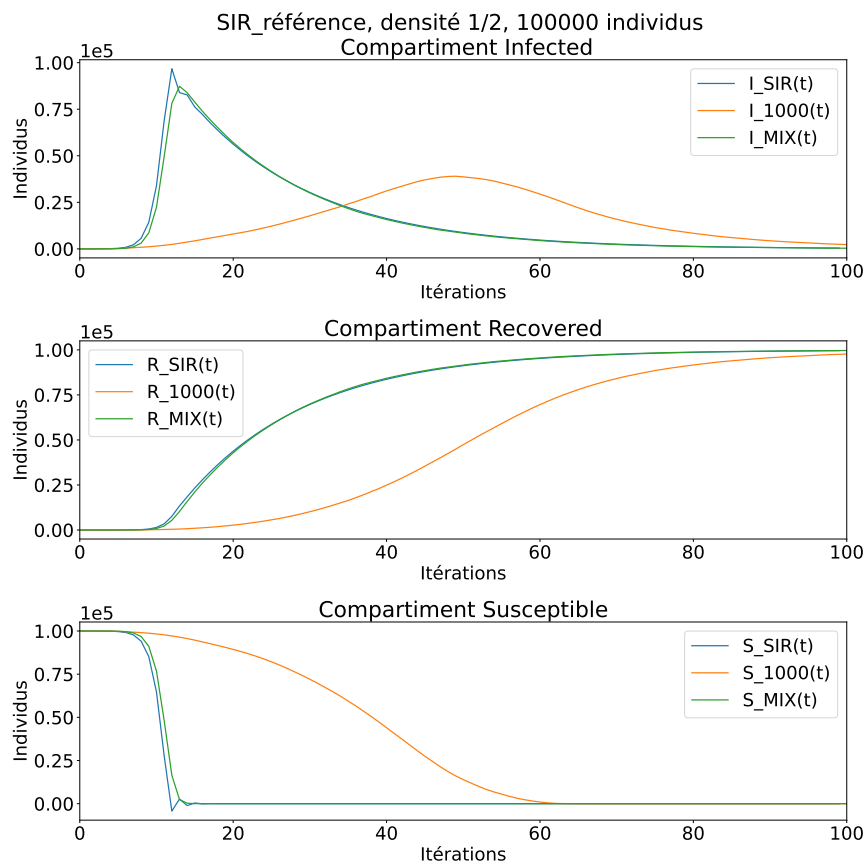 SIR_référence, densité 1/2, 100000 individus
Compartiment Infected
1e5
1.00
0.75
0.50
0.25
0.00
Individus
I_SIR(t)
I_1000(t)
I_MIX(t)
0 20 40 60 80 100
Itérations
Compartiment Recovered
1e5
1.00
0.75
0.50
0.25
0.00
Individus
R_SIR(t)
R_1000(t)
R_MIX(t)
0 20 40 60 80 100
Itérations
Compartiment Susceptible
1e5
1.00
0.75
0.50
0.25
0.00
Individus
S_SIR(t)
S_1000(t)
S_MIX(t)
0 20 40 60 80 100
Itérations